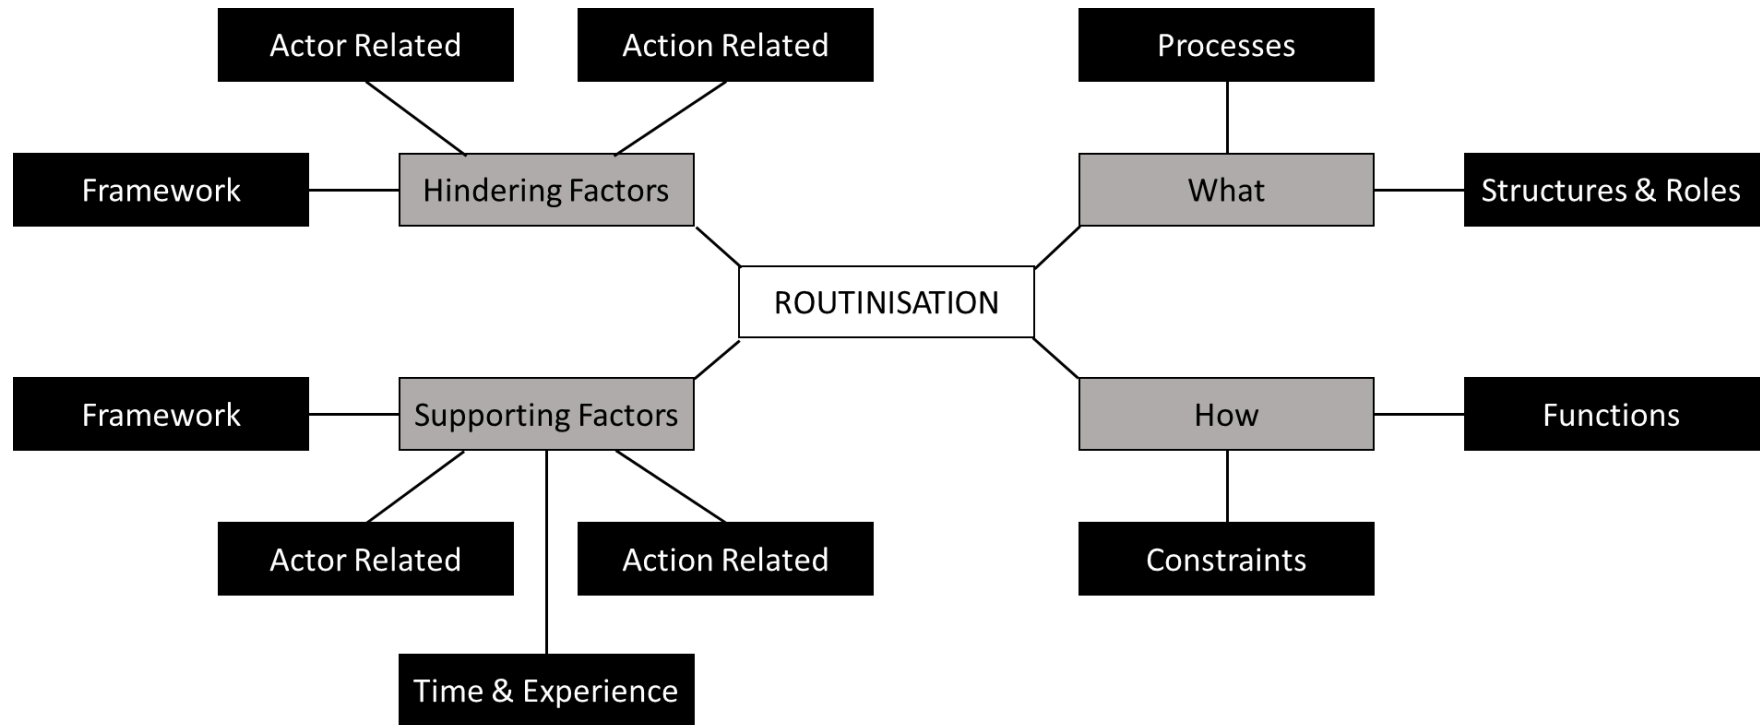 Actor Related
Action Related
Processes
Framework
Hindering Factors
What
Structures & Roles
ROUTINISATION
Framework
Supporting Factors
How
Functions
Actor Related
Action Related
Constraints
Time & Experience